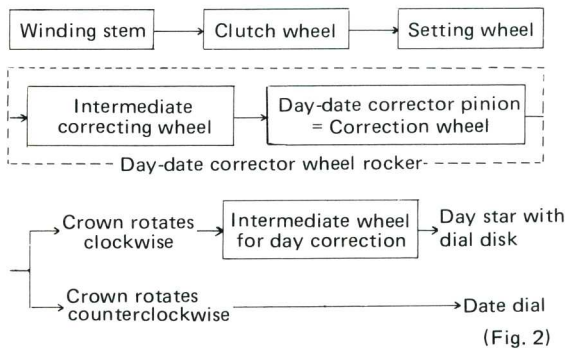 Winding stem
Clutch wheel
Setting wheel
Intermediate
correcting wheel
Day-date corrector pinion
= Correction wheel
Day-date corrector wheel rocker
Crown rotates
clockwise
Intermediate wheel
for day correction
Day star with
dial disk
Crown rotates
counterclockwise
Date dial
(Fig. 2)